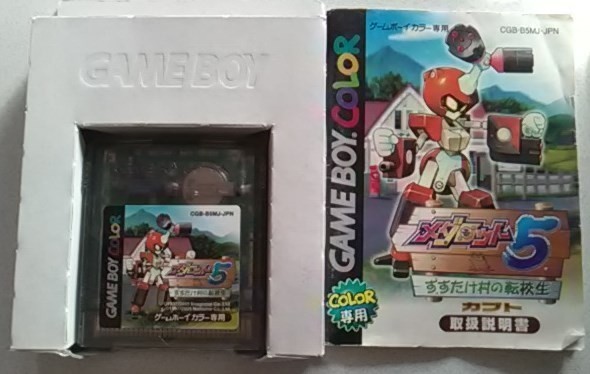 GAME BOY
GAME BOY COLOR
CGB-B5MJ-JPN
メダロット5
すすたけ村の転校生
ゲームボーイカラー専用
ゲームボーイカラー専用
CGB-B5MJ-JPN
GAME BOY COLOR
メダロット5
すすたけ村の転校生
カブト
取扱説明書
COLOR
専用